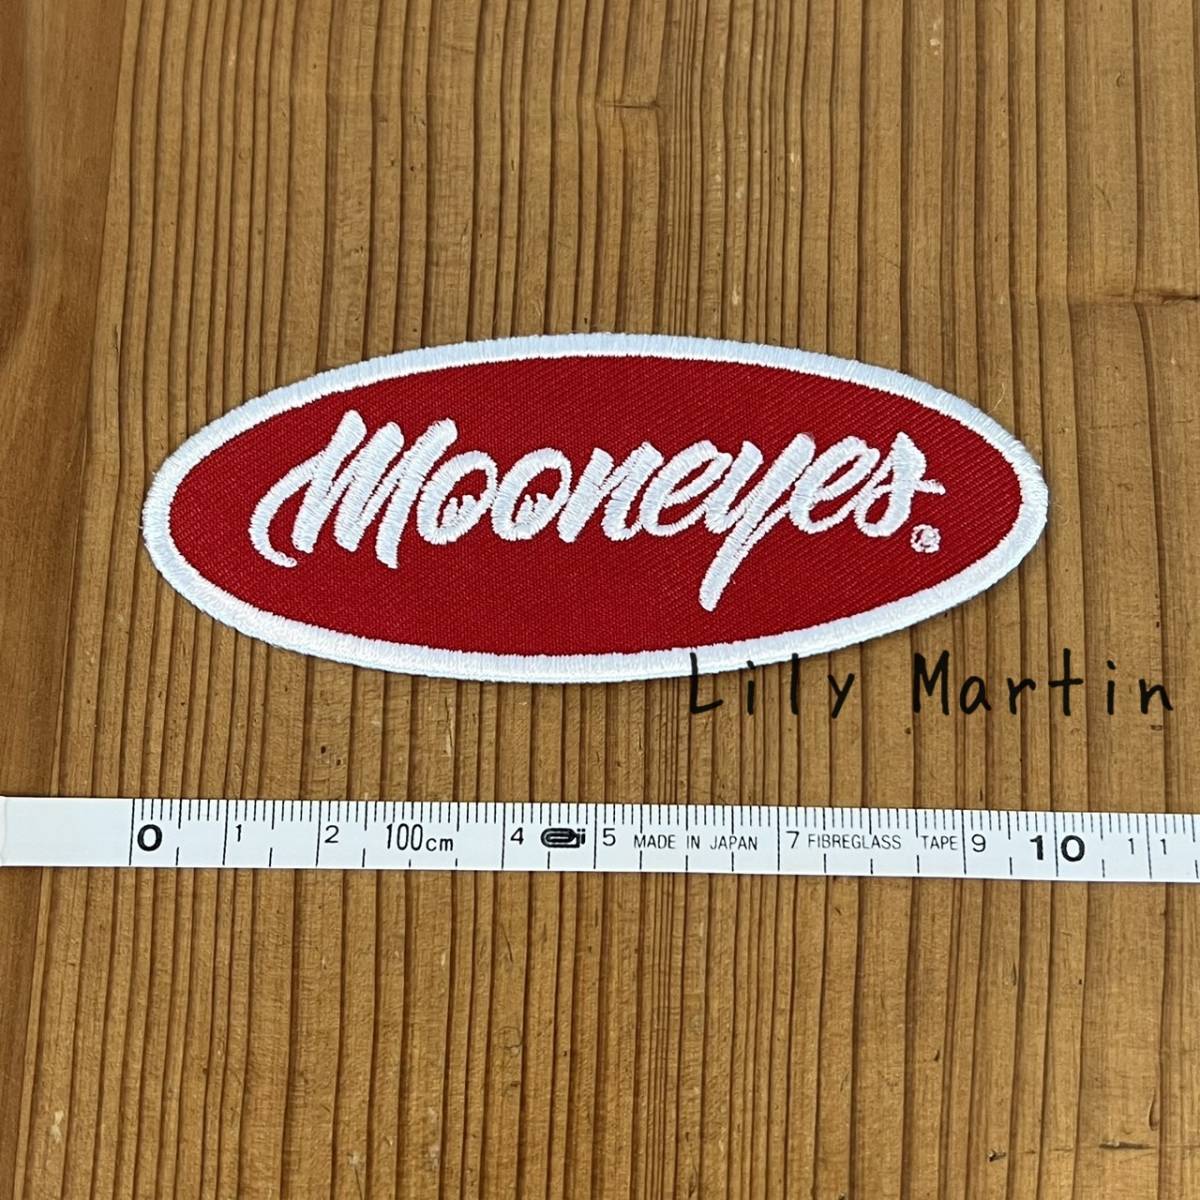 Mooneyes®
Lily Martin
0 1 2 100cm 4 5 MADE IN JAPAN 7 FIBREGLASS TAPE 9 10 11